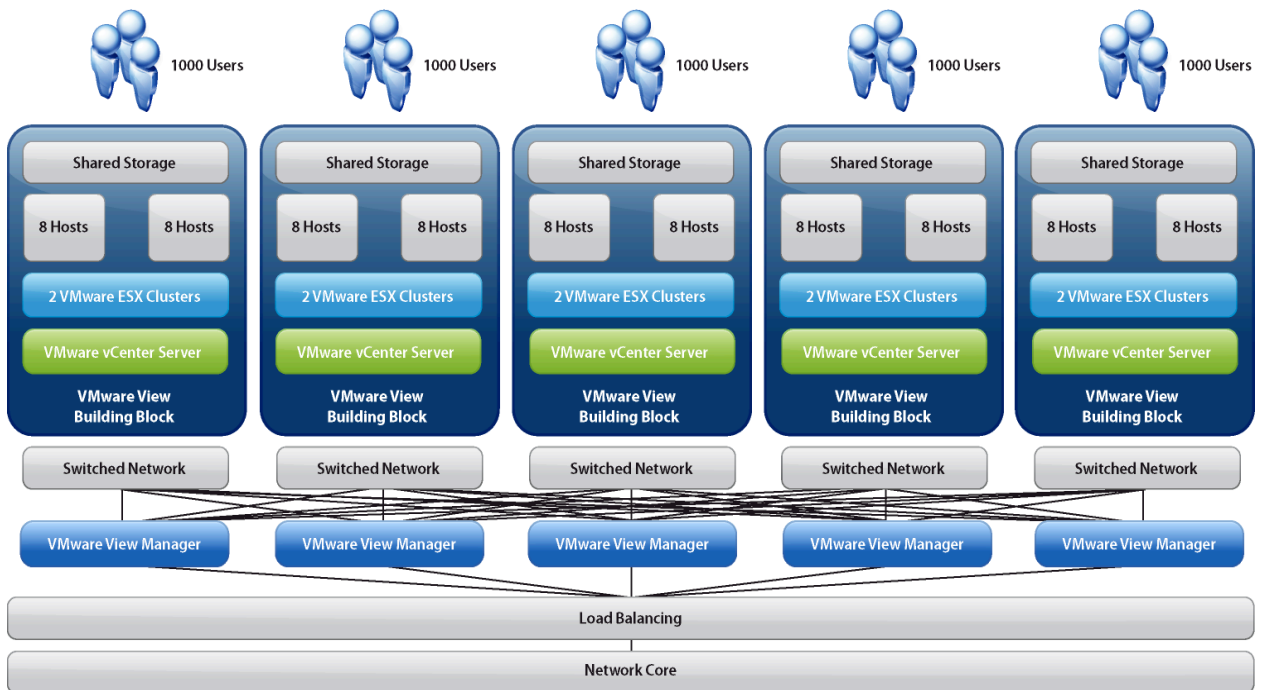 1000 Users
1000 Users
1000 Users
1000 Users
1000 Users
Shared Storage
Shared Storage
Shared Storage
Shared Storage
Shared Storage
8 Hosts
8 Hosts
8 Hosts
8 Hosts
8 Hosts
8 Hosts
8 Hosts
8 Hosts
8 Hosts
8 Hosts
2 VMware ESX Clusters
2 VMware ESX Clusters
2 VMware ESX Clusters
2 VMware ESX Clusters
2 VMware ESX Clusters
VMware vCenter Server
VMware vCenter Server
VMware vCenter Server
VMware vCenter Server
VMware vCenter Server
VMware View
Building Block
VMware View
Building Block
VMware View
Building Block
VMware View
Building Block
VMware View
Building Block
Switched Network
Switched Network
Switched Network
Switched Network
Switched Network
VMware View Manager
VMware View Manager
VMware View Manager
VMware View Manager
VMware View Manager
Load Balancing
Network Core